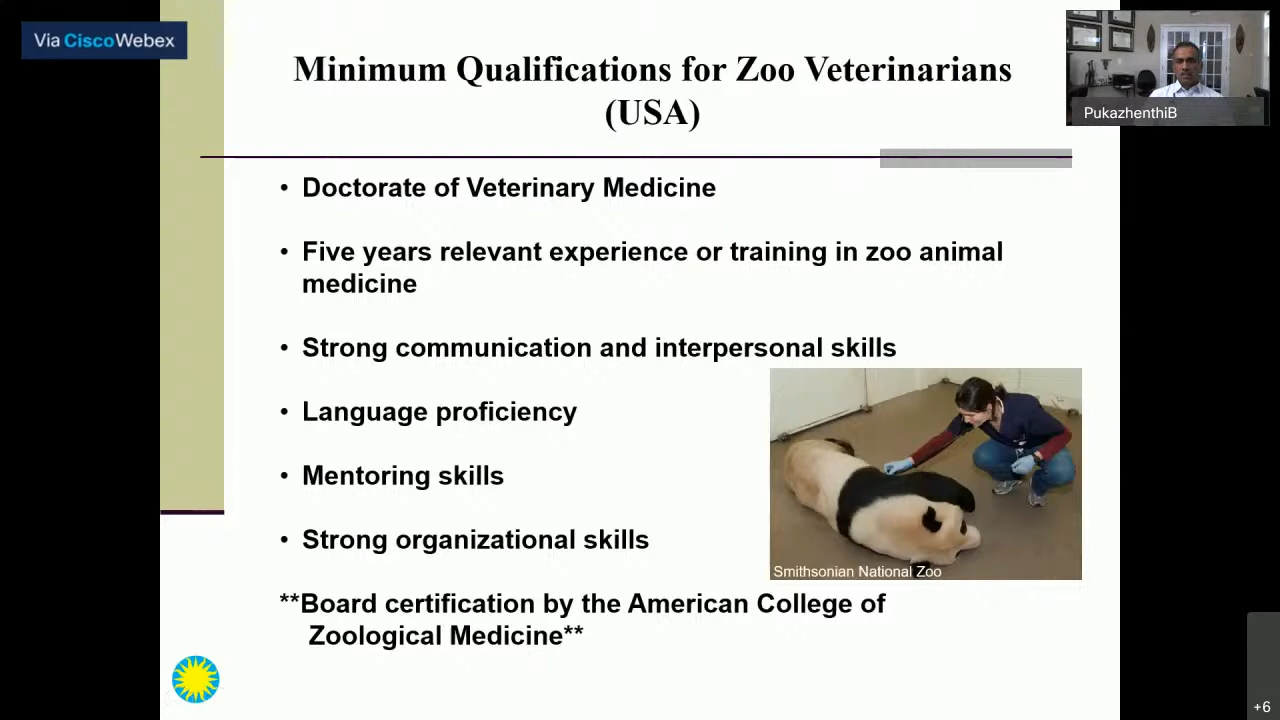 Via CiscoWebex
Minimum Qualifications for Zoo Veterinarians
(USA)
PukazhenthiB
• Doctorate of Veterinary Medicine
• Five years relevant experience or training in zoo animal
medicine
• Strong communication and interpersonal skills
• Language proficiency
• Mentoring skills
• Strong organizational skills
Smithsonian National Zoo
**Board certification by the American College of
Zoological Medicine**
+6